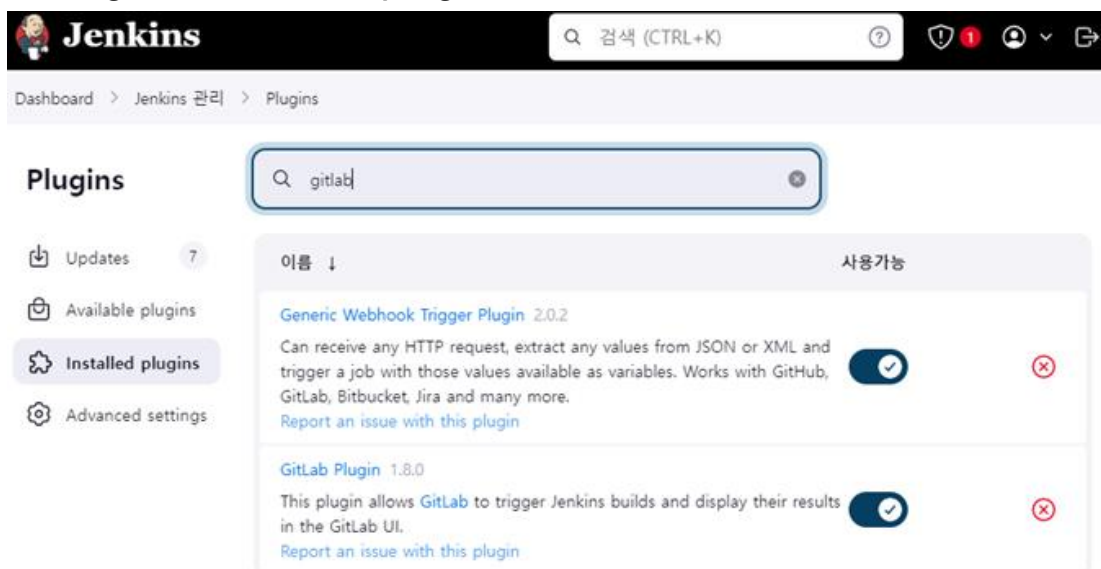 Jenkins
검색 (CTRL+K)
1
Dashboard > Jenkins 관리 > Plugins
Plugins
gitlab
Updates 7
Available plugins
Installed plugins
Advanced settings
이름 ↓ 사용가능
Generic Webhook Trigger Plugin 2.0.2
Can receive any HTTP request, extract any values from JSON or XML and
trigger a job with those values available as variables. Works with GitHub,
GitLab, Bitbucket, Jira and many more.
Report an issue with this plugin
GitLab Plugin 1.8.0
This plugin allows GitLab to trigger Jenkins builds and display their results
in the GitLab UI.
Report an issue with this plugin